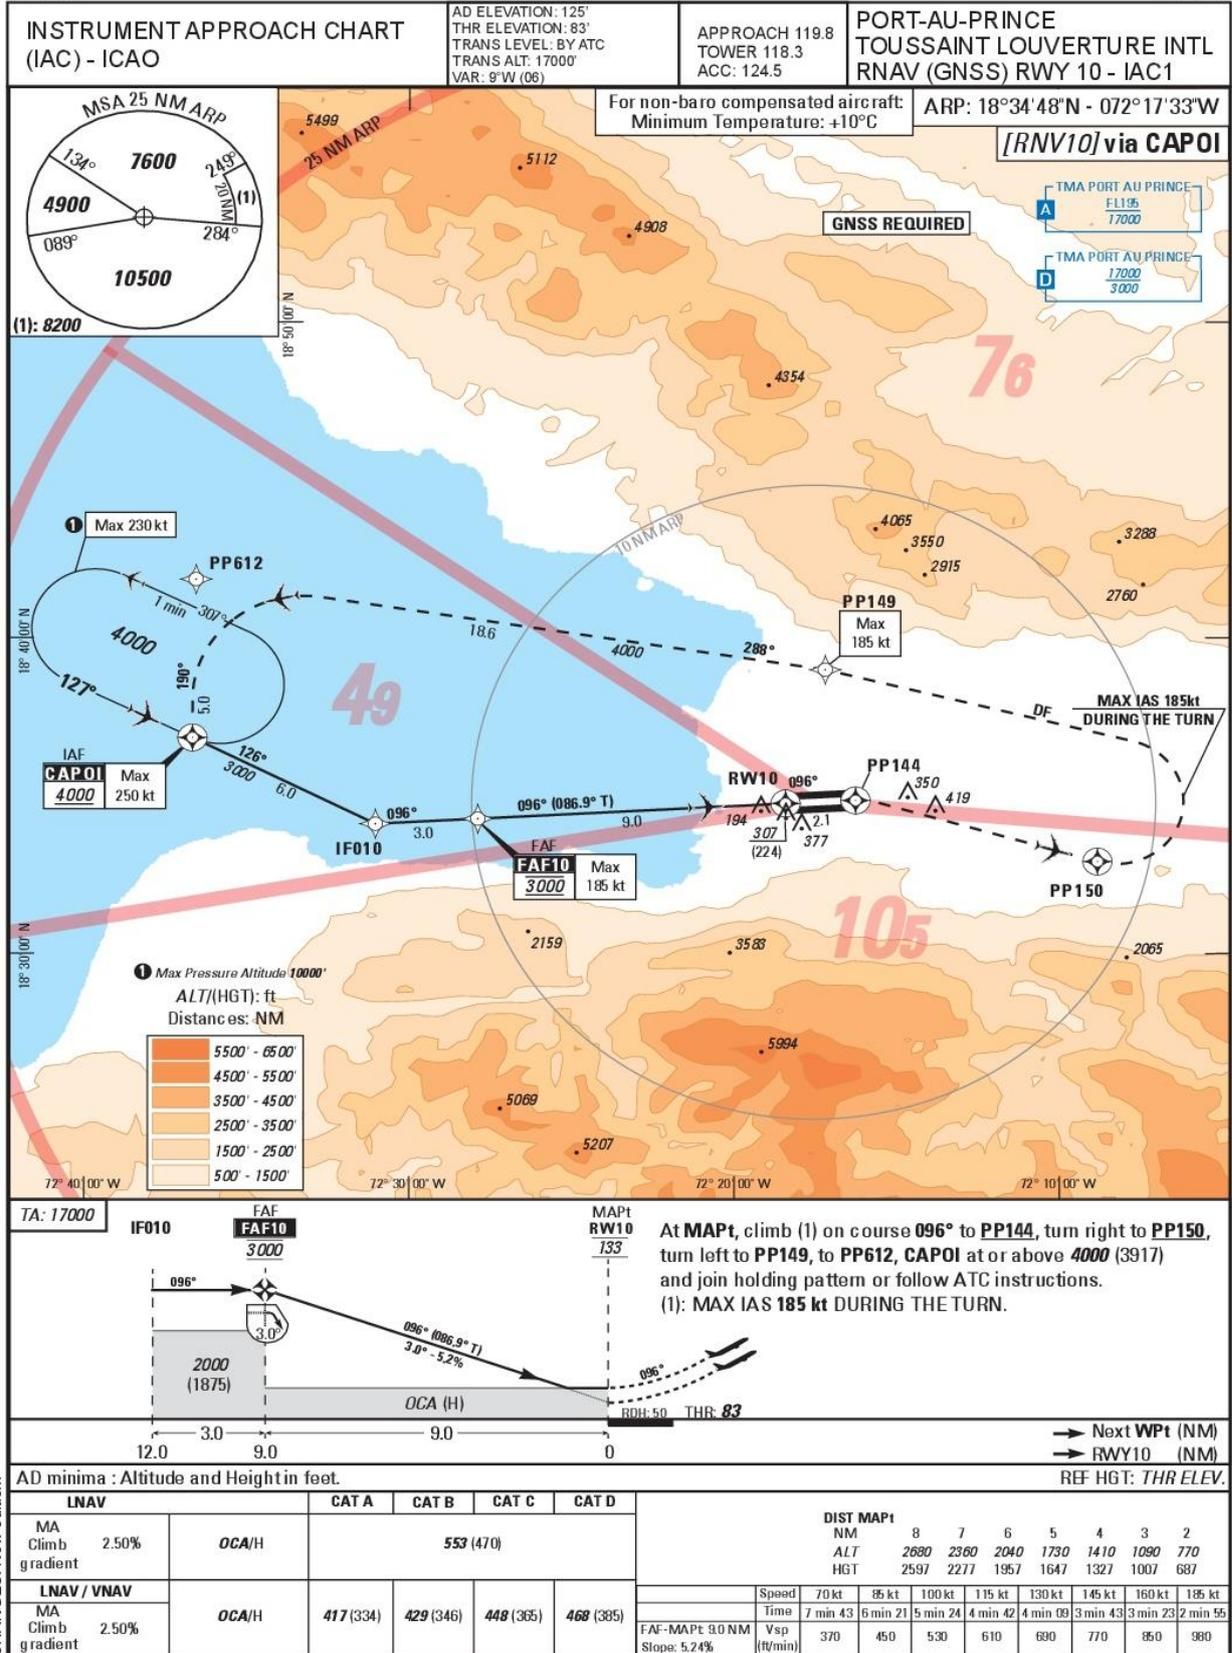 INSTRUMENT APPROACH CHART
(IAC) - ICAO
AD ELEVATION: 125'
THR ELEVATION: 83'
TRANS LEVEL: BY ATC
TRANS ALT: 17000'
VAR: 9°W (06)
APPROACH 119.8
TOWER 118.3
ACC: 124.5
PORT-AU-PRINCE
TOUSSAINT LOUVERTURE INTL
RNAV (GNSS) RWY 10 - IAC1
MSA 25 NM ARP
134°
7600
249°
20 NM
(1)
4900
089°
284°
10500
(1): 8200
5499
25 NM ARP
5112
4908
For non-baro compensated aircraft:
Minimum Temperature: +10°C
ARP: 18°34'48"N - 072°17'33"W
[RNV10] via CAPOI
GNSS REQUIRED
TMA PORT AU PRINCE
A
FL195
17000
TMA PORT AU PRINCE
D
17000
3000
18° 50' 00" N
4354
76
10 NM ARP
4065
3550
2915
3288
2760
1 Max 230 kt
PP612
1 min
307°
4000
127°
190°
5.0
18° 40' 00" N
18.6
4000
288°
PP149
Max
185 kt
49
DF
MAX IAS 185kt
DURING THE TURN
IAF
CAPOI
4000
Max
250 kt
126°
3000
6.0
IF010
096°
3.0
096° (086.9° T)
9.0
FAF
FAF10
3000
Max
185 kt
RW10
096°
PP144
194
307
(224)
2.1
377
350
419
PP150
105
18° 30' 00" N
2159
3583
2065
5994
5069
5207
1 Max Pressure Altitude 10000'
ALT/(HGT): ft
Distances: NM
5500' - 6500'
4500' - 5500'
3500' - 4500'
2500' - 3500'
1500' - 2500'
500' - 1500'
72° 40' 00" W
72° 30' 00" W
72° 20' 00" W
72° 10' 00" W
TA: 17000
IF010
FAF
FAF10
3000
MAPt
RW10
133
096°
3.0°
096° (086.9° T)
3.0° - 5.2%
2000
(1875)
OCA (H)
096°
RDH: 50
THR: 83
3.0
9.0
12.0
9.0
0
At MAPt, climb (1) on course 096° to PP144, turn right to PP150,
turn left to PP149, to PP612, CAPOI at or above 4000 (3917)
and join holding pattern or follow ATC instructions.
(1): MAX IAS 185 kt DURING THE TURN.
Next WPt (NM)
RWY10 (NM)
AD minima : Altitude and Height in feet.
REF HGT: THR ELEV.
LNAV
CAT A CAT B CAT C CAT D
MA
Climb
gradient
2.50%
OCA/H
553 (470)
LNAV / VNAV
MA
Climb
gradient
2.50%
OCA/H
417 (334) 429 (346) 448 (365) 468 (385)
DIST MAPt
NM 8 7 6 5 4 3 2
ALT 2680 2360 2040 1730 1410 1090 770
HGT 2597 2277 1957 1647 1327 1007 687
Speed 70 kt 85 kt 100 kt 115 kt 130 kt 145 kt 160 kt 185 kt
Time 7 min 43 6 min 21 5 min 24 4 min 42 4 min 09 3 min 43 3 min 23 2 min 55
FAF-MAPt: 9.0 NM
Slope: 5.24%
Vsp
(ft/min)
370 450 530 610 690 770 850 980